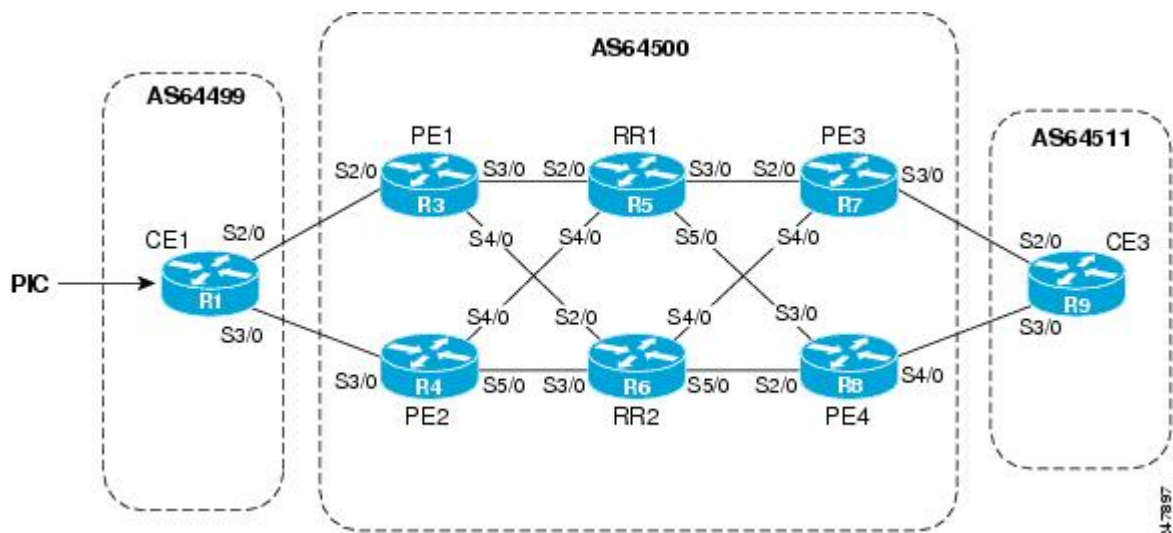 AS64500
AS64499
AS64511
PE1
RR1
PE3
S2/0
S3/0
S2/0
S3/0
S2/0
S3/0
R3
R5
R7
CE1
S2/0
S4/0
S4/0
S5/0
S4/0
S2/0
CE3
PIC
R1
R9
S3/0
S4/0
S2/0
S4/0
S3/0
S3/0
S3/0
R4
S5/0
S3/0
R6
S5/0
S2/0
R8
S4/0
PE2
RR2
PE4